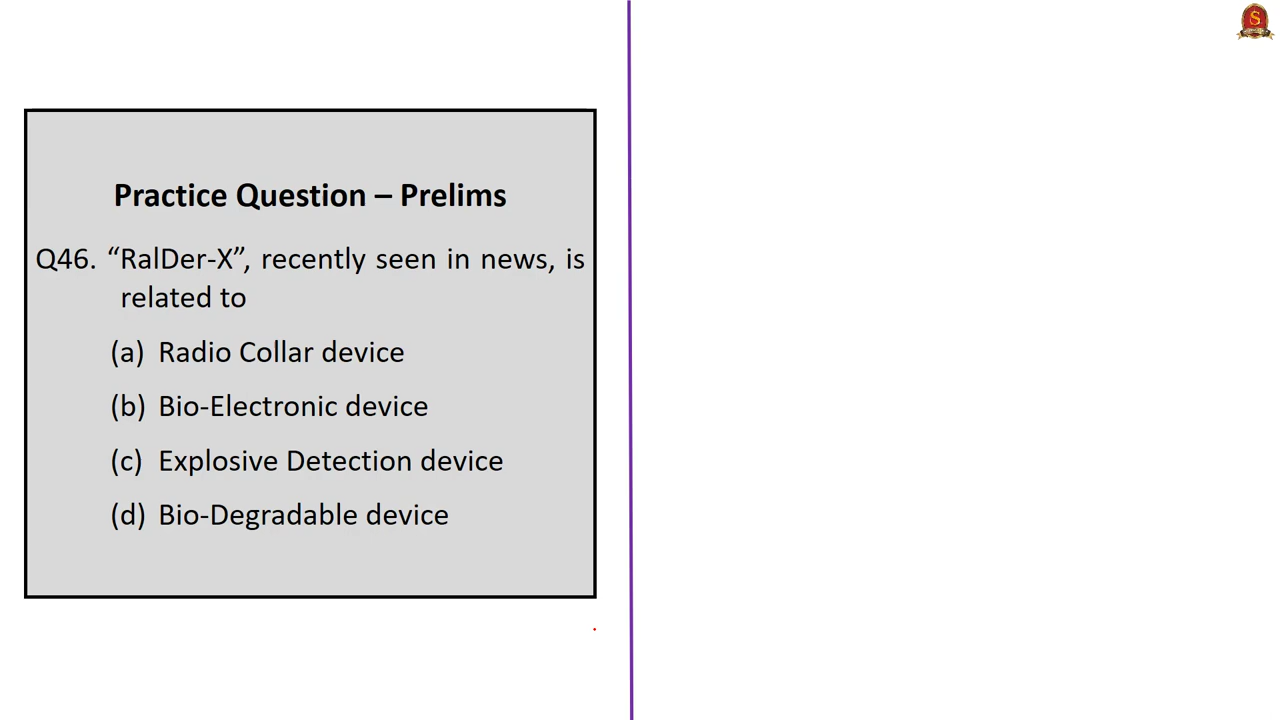 Practice Question – Prelims
Q46. “RalDer-X”, recently seen in news, is
related to
(a) Radio Collar device
(b) Bio-Electronic device
(c) Explosive Detection device
(d) Bio-Degradable device
S